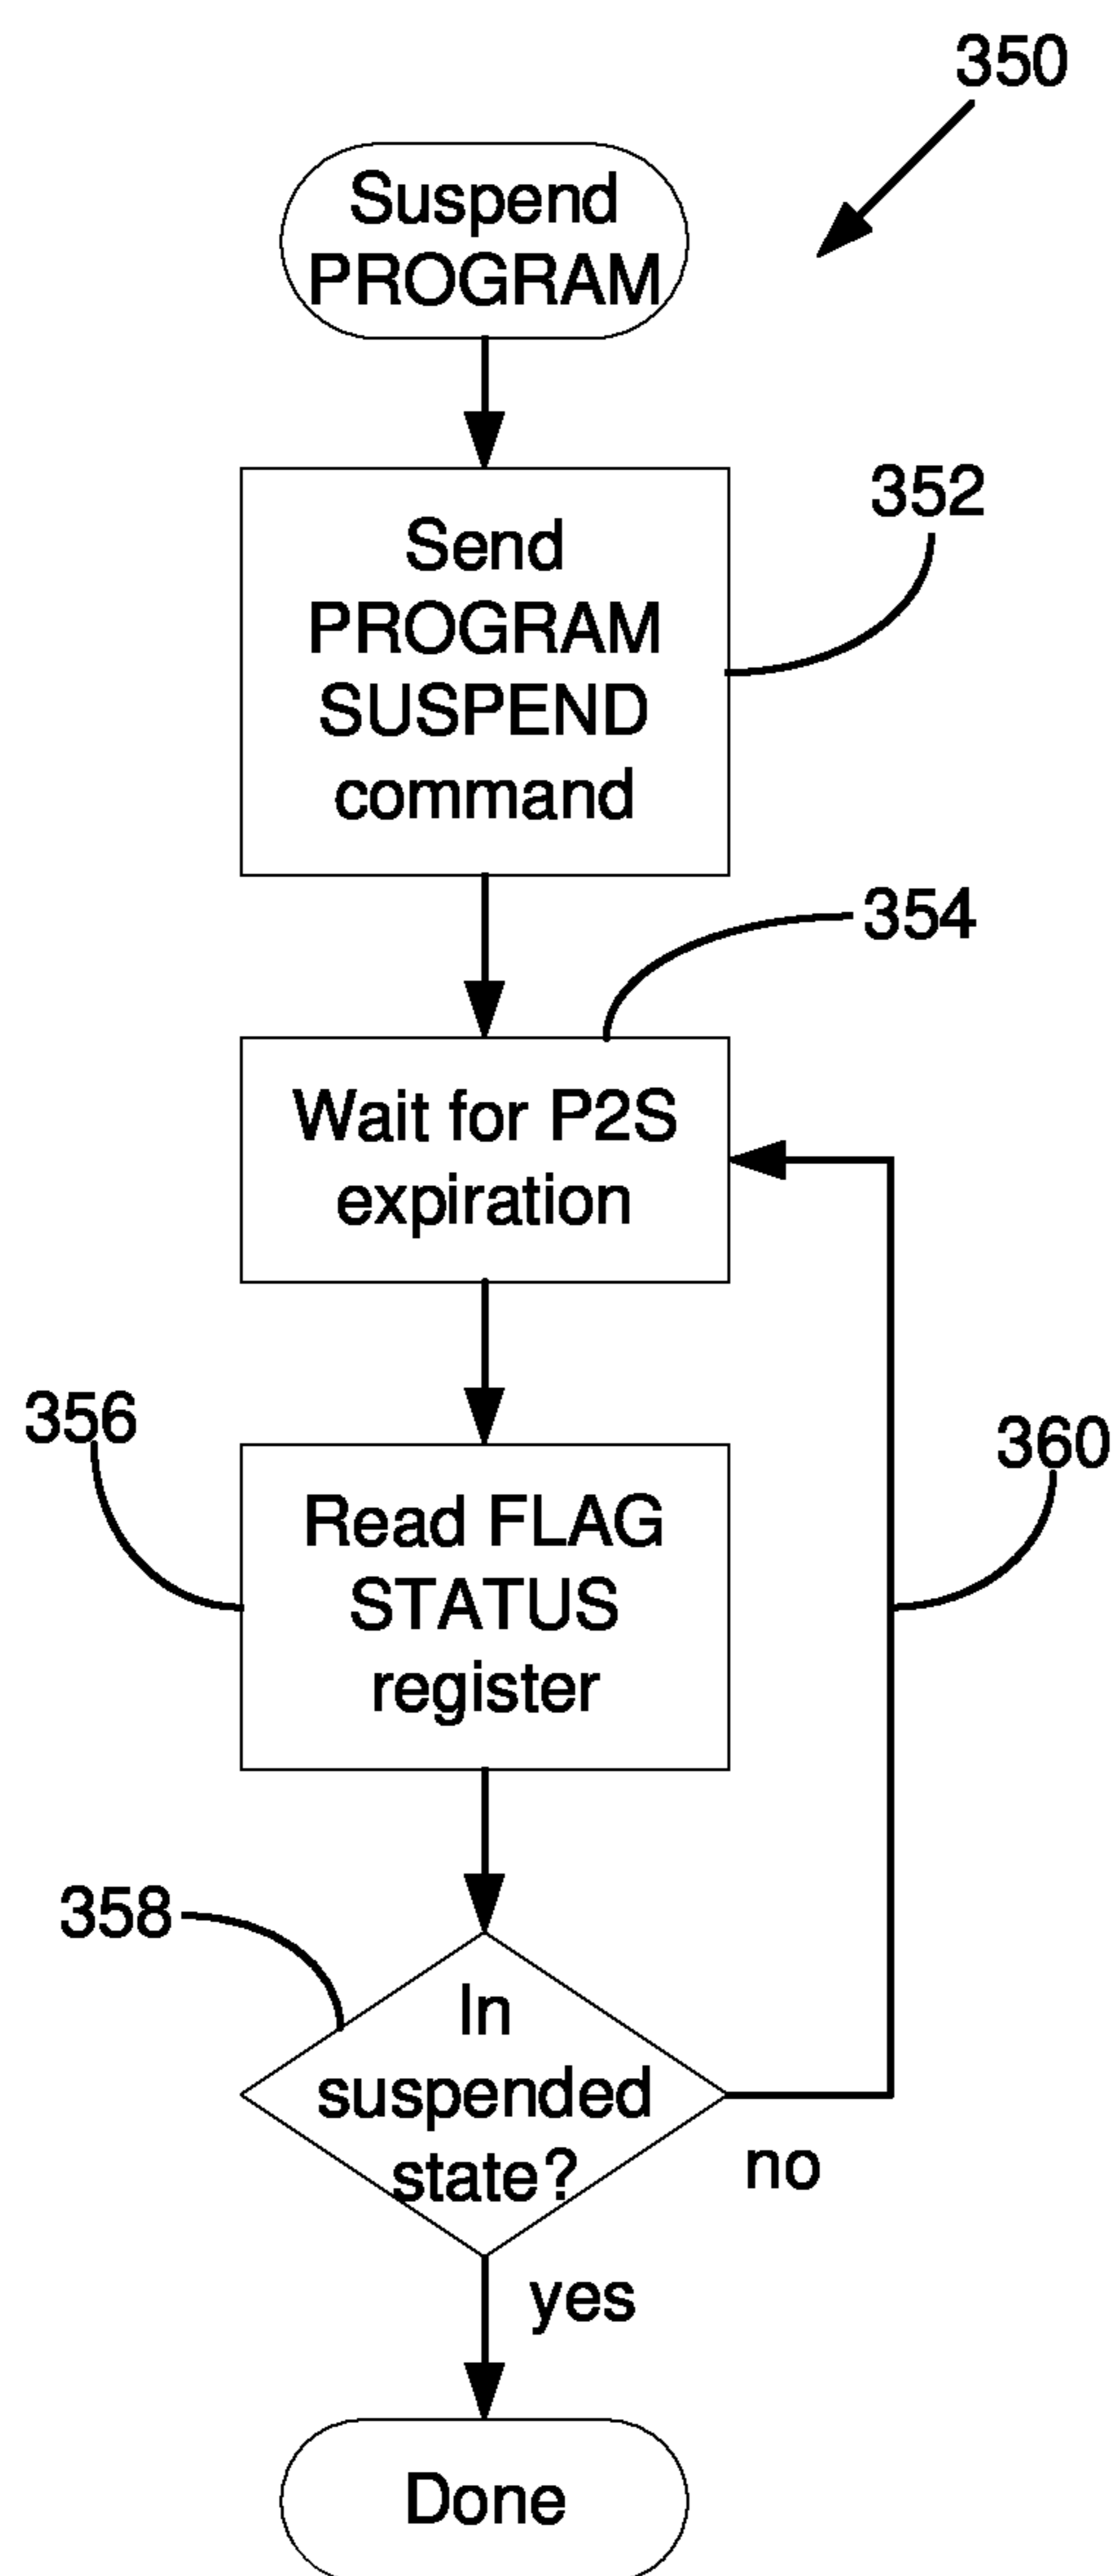 350
Suspend
PROGRAM
352
Send
PROGRAM
SUSPEND
command
354
Wait for P2S
expiration
356
360
Read FLAG
STATUS
register
358
In
suspended
state?
no
yes
Done